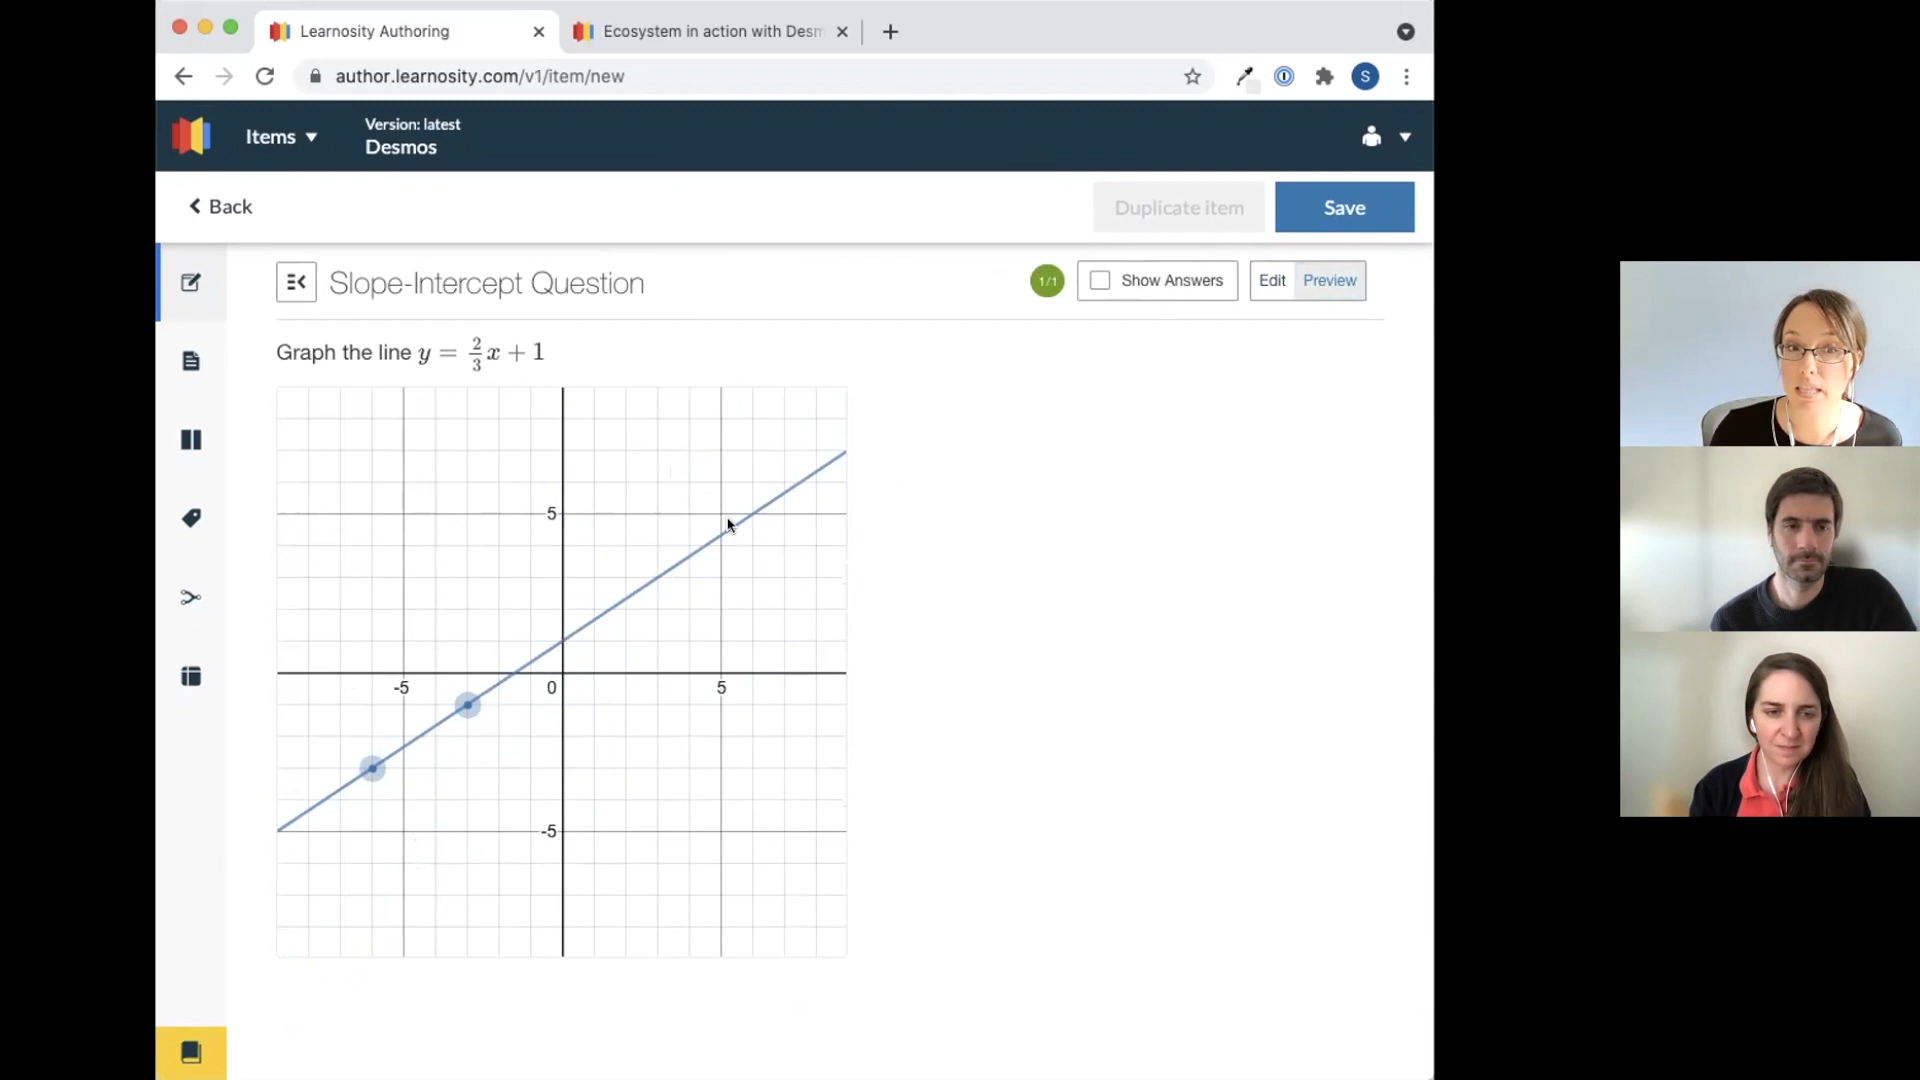 Learnosity Authoring
Ecosystem in action with Desm
author.learnosity.com/v1/item/new
S
Items
Version: latest
Desmos
Back
Duplicate item
Save
Slope-Intercept Question
1/1
Show Answers
Edit
Preview
Graph the line y = 2/3 x + 1
5
-5
0
5
-5